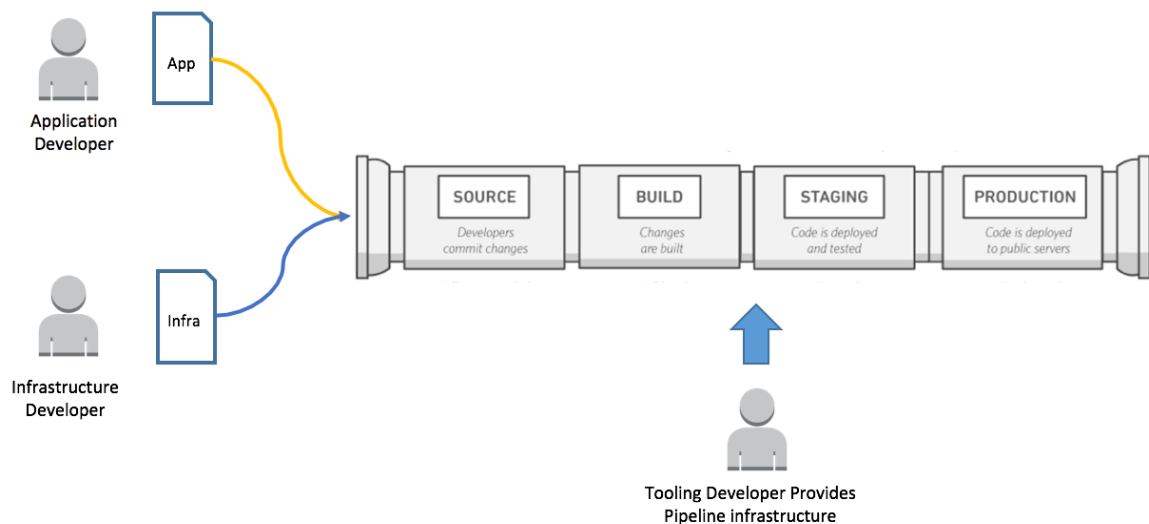 App
Application
Developer
SOURCE
Developers
commit changes
BUILD
Changes
are built
STAGING
Code is deployed
and tested
PRODUCTION
Code is deployed
to public servers
Infra
Infrastructure
Developer
Tooling Developer Provides
Pipeline infrastructure